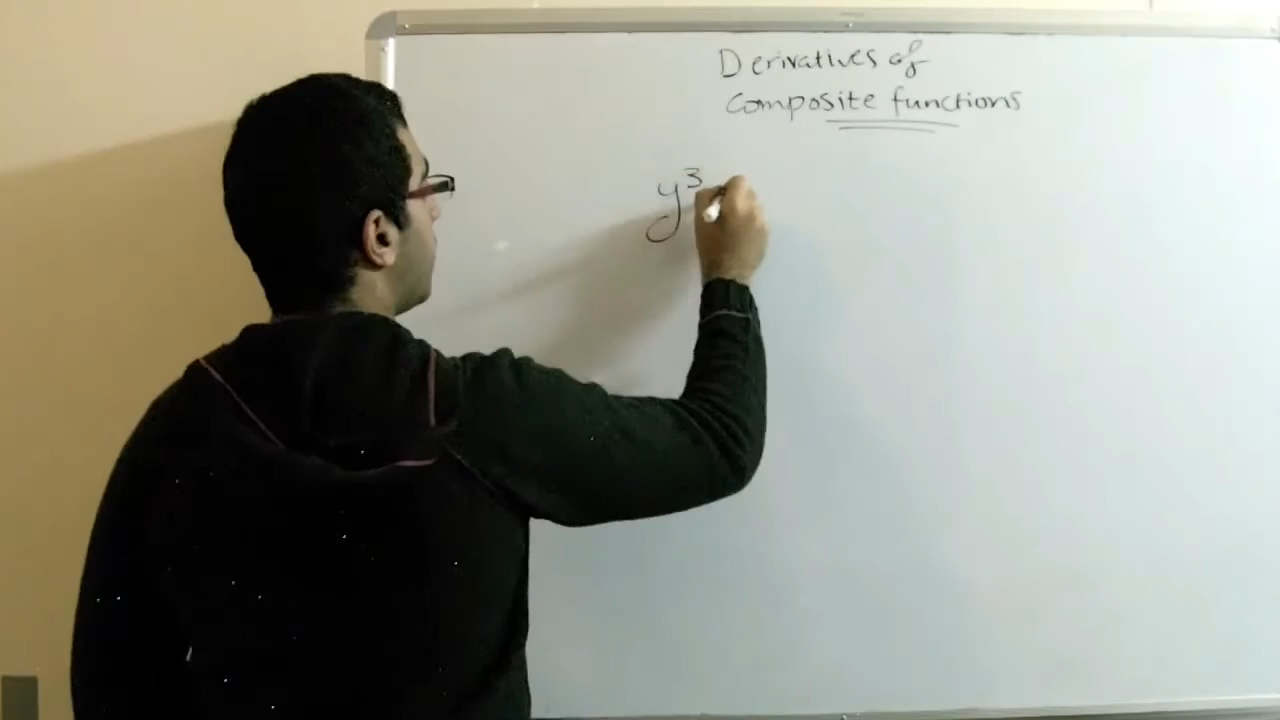 Derivatives of
composite functions
y³